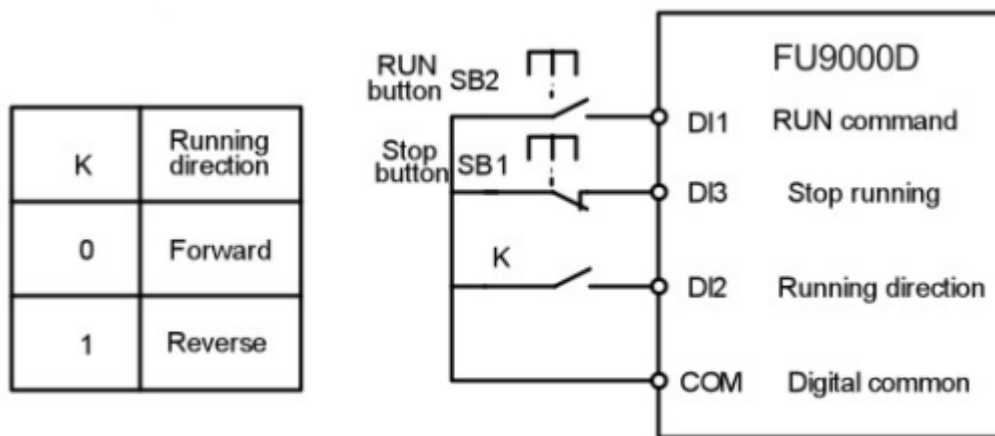 K
Running
direction
0
Forward
1
Reverse
FU9000D
RUN
button
SB2
DI1
RUN command
Stop
button
SB1
DI3
Stop running
K
DI2
Running direction
COM
Digital common